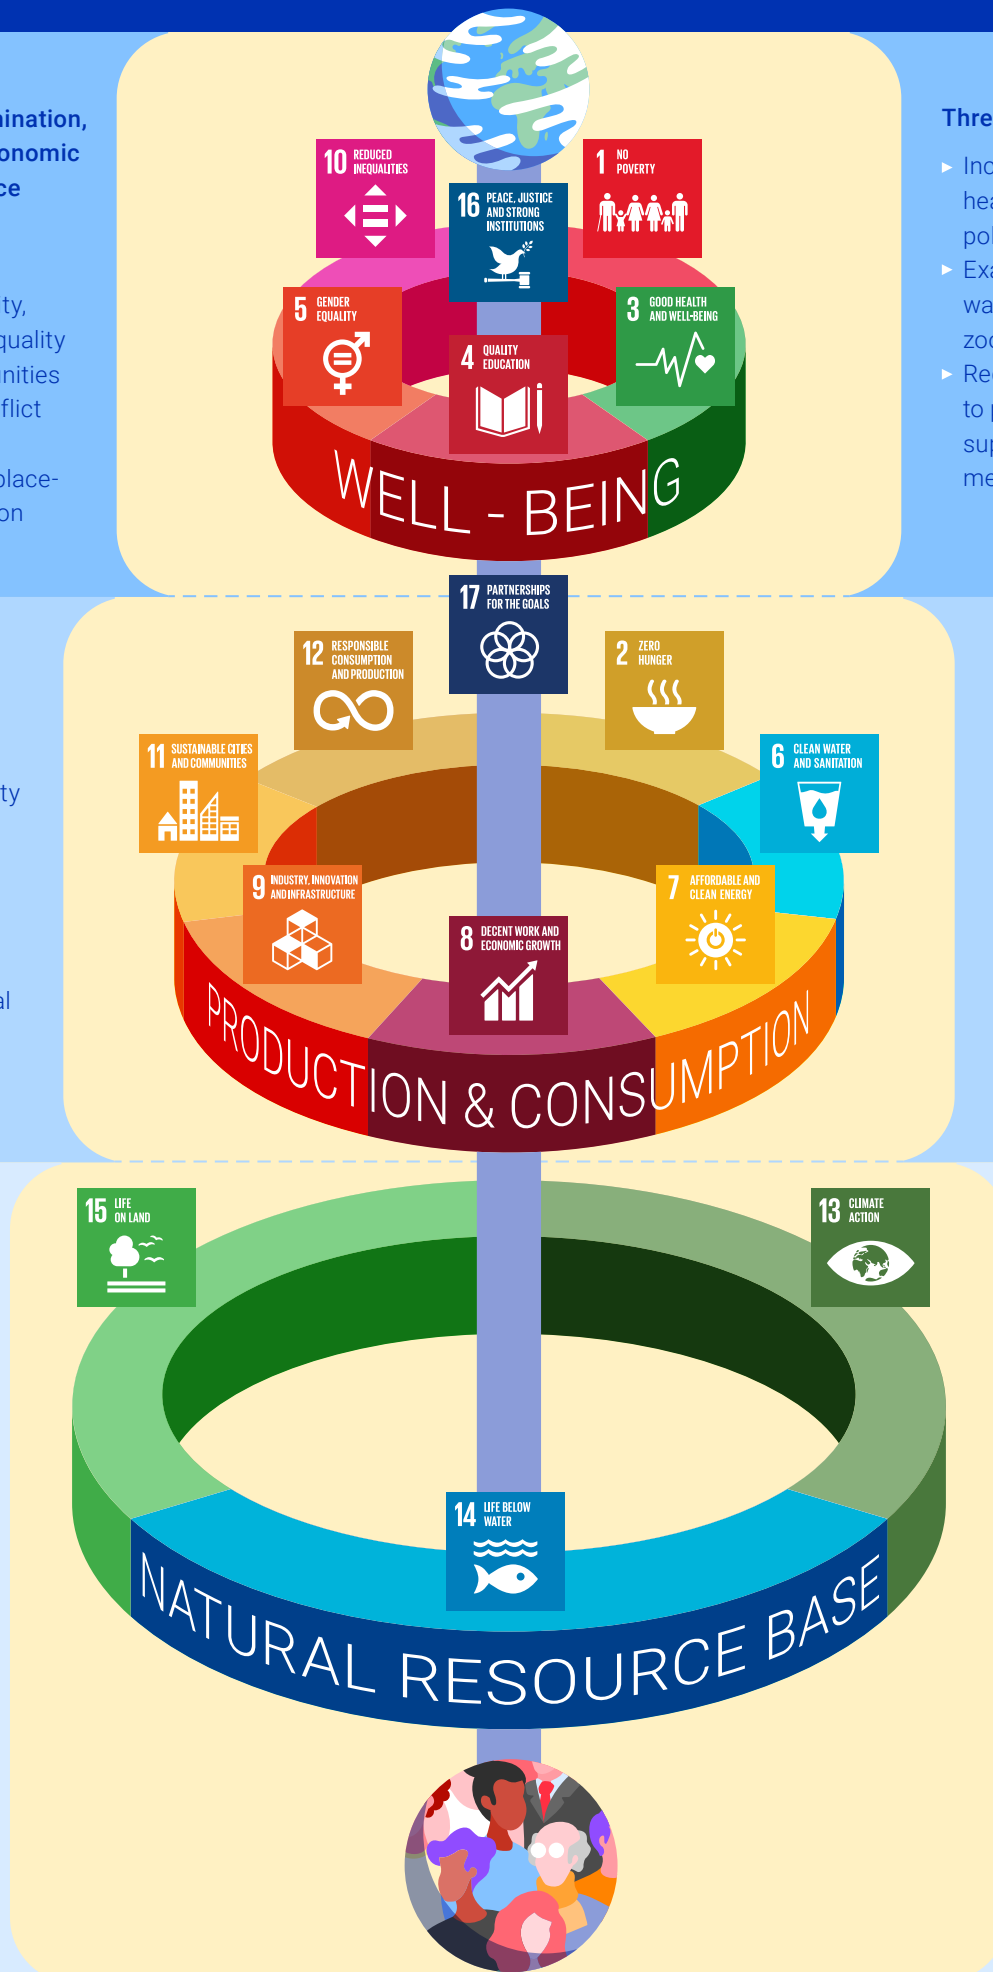 mination,
onomic
ce
ty,
quality
unities
flict
place-
on
Thre
Inc
hea
pol
Exa
wa
zoo
Re
to p
sup
me
10 REDUCED
INEQUALITIES
16 PEACE, JUSTICE
AND STRONG
INSTITUTIONS
1 NO
POVERTY
5 GENDER
EQUALITY
4 QUALITY
EDUCATION
3 GOOD HEALTH
AND WELL-BEING
WELL - BEING
17 PARTNERSHIPS
FOR THE GOALS
12 RESPONSIBLE
CONSUMPTION
AND PRODUCTION
2 ZERO
HUNGER
11 SUSTAINABLE CITIES
AND COMMUNITIES
6 CLEAN WATER
AND SANITATION
ty
9 INDUSTRY, INNOVATION
AND INFRASTRUCTURE
8 DECENT WORK AND
ECONOMIC GROWTH
7 AFFORDABLE AND
CLEAN ENERGY
al
PRODUCTION & CONSUMPTION
15 LIFE
ON LAND
13 CLIMATE
ACTION
14 LIFE BELOW
WATER
NATURAL RESOURCE BASE